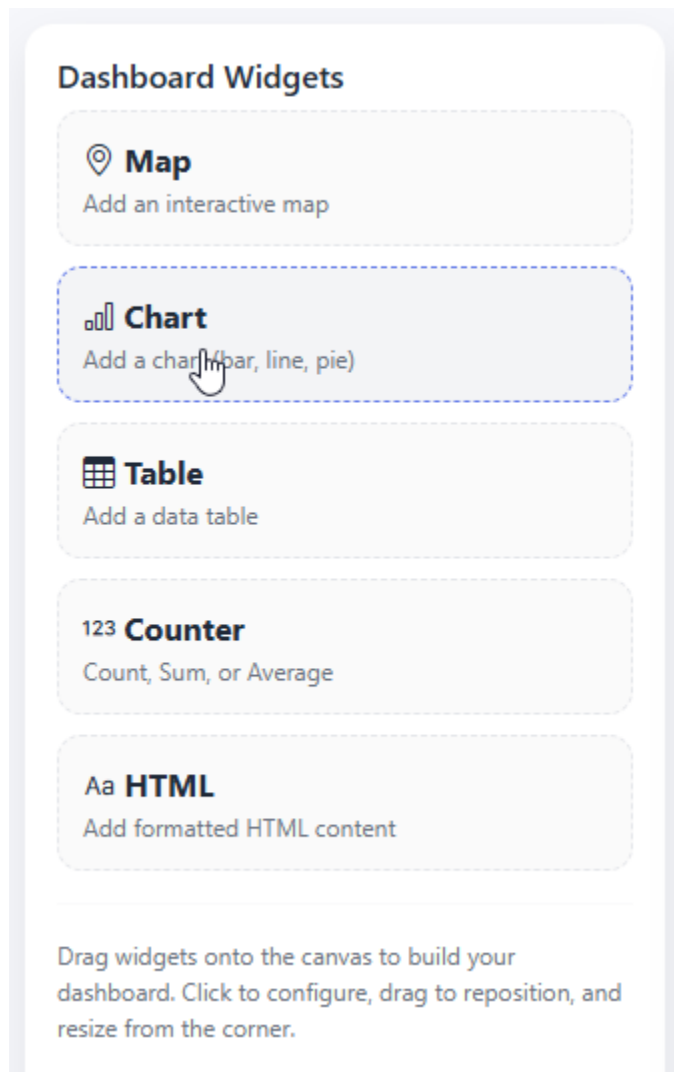 Dashboard Widgets
Map
Add an interactive map
Chart
Add a chart (bar, line, pie)
Table
Add a data table
123 Counter
Count, Sum, or Average
Aa HTML
Add formatted HTML content
Drag widgets onto the canvas to build your
dashboard. Click to configure, drag to reposition, and
resize from the corner.